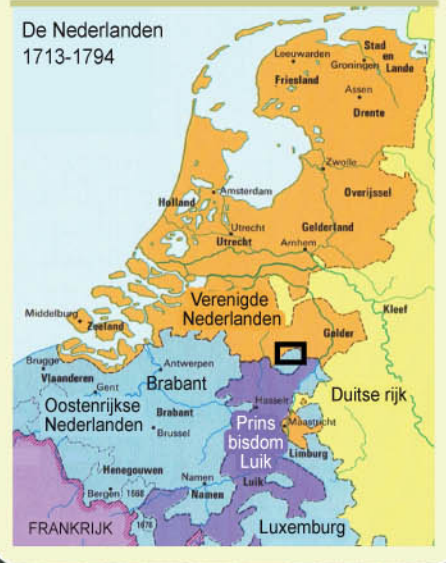 De Nederlanden
1713-1794
Stad
en
Lande
Leeuwarden
Groningen
Friesland
Assen
Drente
Zwolle
Amsterdam
Holland
Overijssel
Utrecht
Utrecht
Gelderland
Arnhem
Verenigde
Nederlanden
Kleef
Middelburg
Zeeland
Gelder
Brugge
Antwerpen
Vlaanderen
Gent
Brabant
Duitse rijk
Oostenrijkse
Nederlanden
Hasselt
Brabant
Brussel
Prins
bisdom
Luik
Maastricht
Limburg
Henegouwen
Namen
Luik
Bergen
1668
Namen
FRANKRIJK
1678
Luxemburg